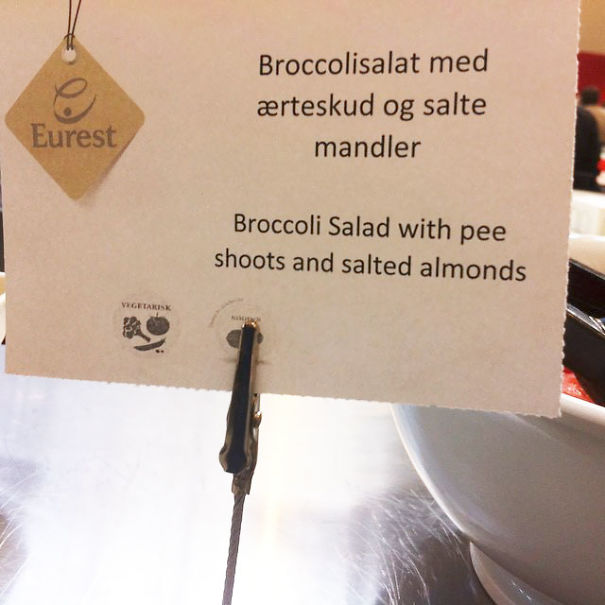 Eurest
Broccolisalat med
ærteskud og salte
mandler
Broccoli Salad with pee
shoots and salted almonds
VEGETARISK